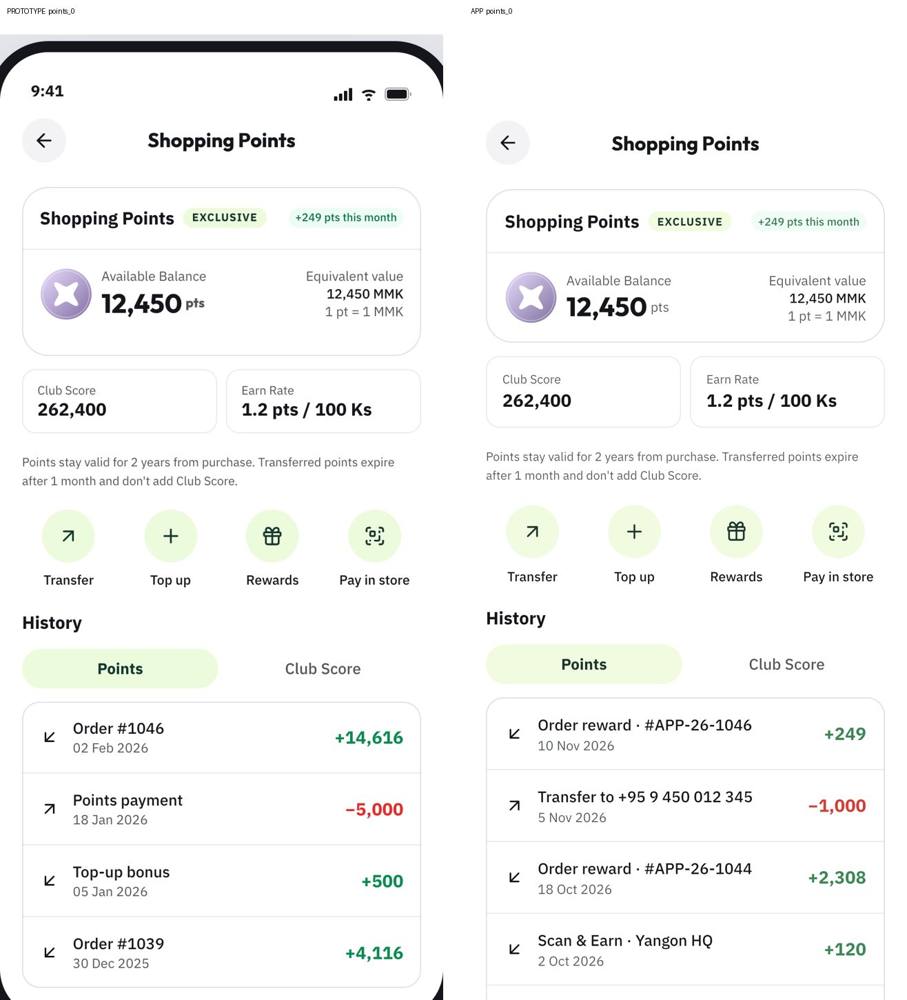 PROTOTYPE points_0
9:41
Shopping Points
Shopping Points EXCLUSIVE +249 pts this month
Available Balance
12,450 pts
Equivalent value
12,450 MMK
1 pt = 1 MMK
Club Score
262,400
Earn Rate
1.2 pts / 100 Ks
Points stay valid for 2 years from purchase. Transferred points expire
after 1 month and don't add Club Score.
Transfer
Top up
Rewards
Pay in store
History
Points
Club Score
Order #1046
02 Feb 2026
+14,616
Points payment
18 Jan 2026
−5,000
Top-up bonus
05 Jan 2026
+500
Order #1039
30 Dec 2025
+4,116
APP points_0
Shopping Points
Shopping Points EXCLUSIVE +249 pts this month
Available Balance
12,450 pts
Equivalent value
12,450 MMK
1 pt = 1 MMK
Club Score
262,400
Earn Rate
1.2 pts / 100 Ks
Points stay valid for 2 years from purchase. Transferred points expire
after 1 month and don't add Club Score.
Transfer
Top up
Rewards
Pay in store
History
Points
Club Score
Order reward · #APP-26-1046
10 Nov 2026
+249
Transfer to +95 9 450 012 345
5 Nov 2026
−1,000
Order reward · #APP-26-1044
18 Oct 2026
+2,308
Scan & Earn · Yangon HQ
2 Oct 2026
+120